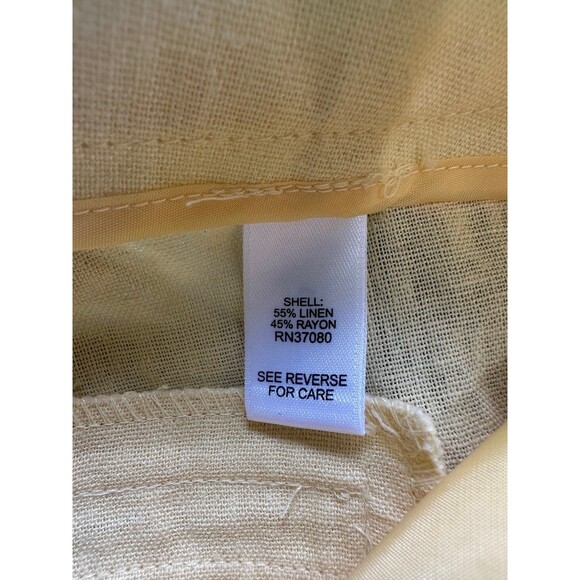 SHELL:
55% LINEN
45% RAYON
RN37080
SEE REVERSE
FOR CARE